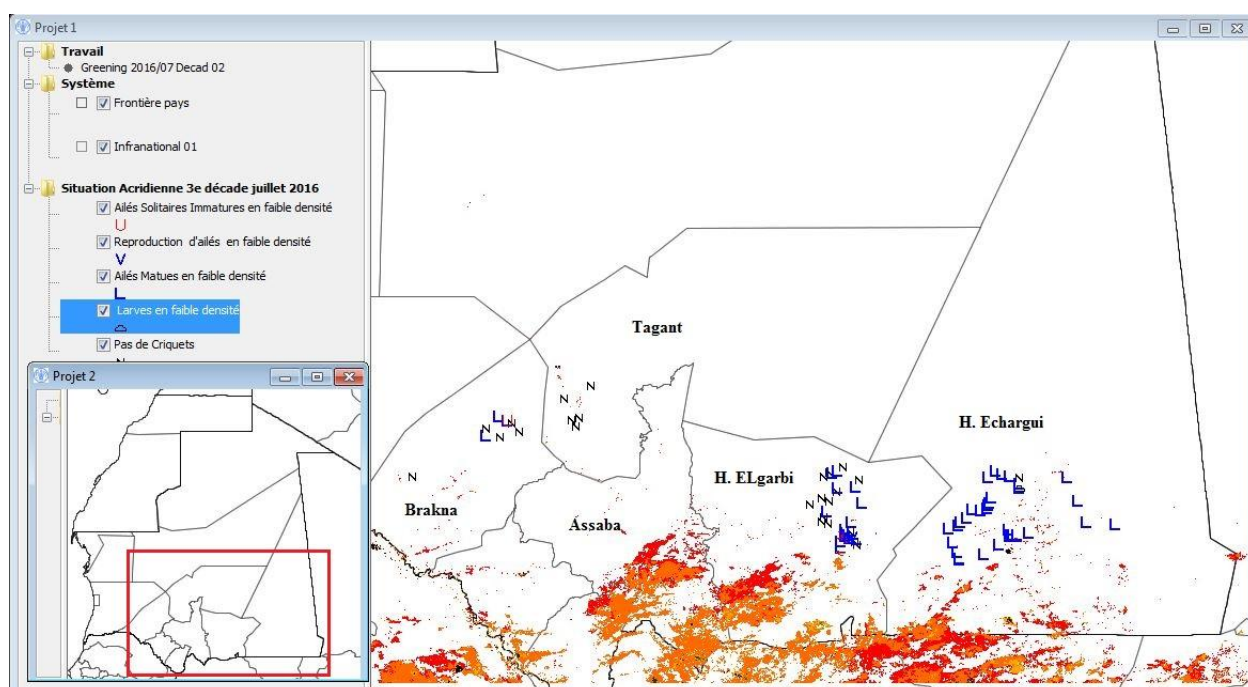 Projet 1
Travail
Greening 2016/07 Decad 02
Système
Frontière pays
Infranational 01
Situation Acridienne 3e décade juillet 2016
Ailés Solitaires Immatures en faible densité
Reproduction d'ailés en faible densité
Ailés Matues en faible densité
Larves en faible densité
Pas de Criquets
Projet 2
Tagant
H. Echargui
H. ELgarbi
Brakna
Assaba